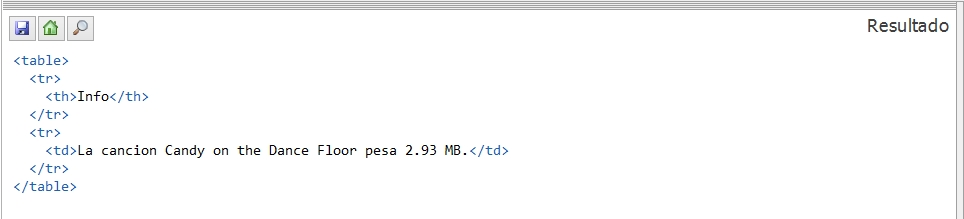 Resultado
<table>
  <tr>
    <th>Info</th>
  </tr>
  <tr>
    <td>La cancion Candy on the Dance Floor pesa 2.93 MB.</td>
  </tr>
</table>